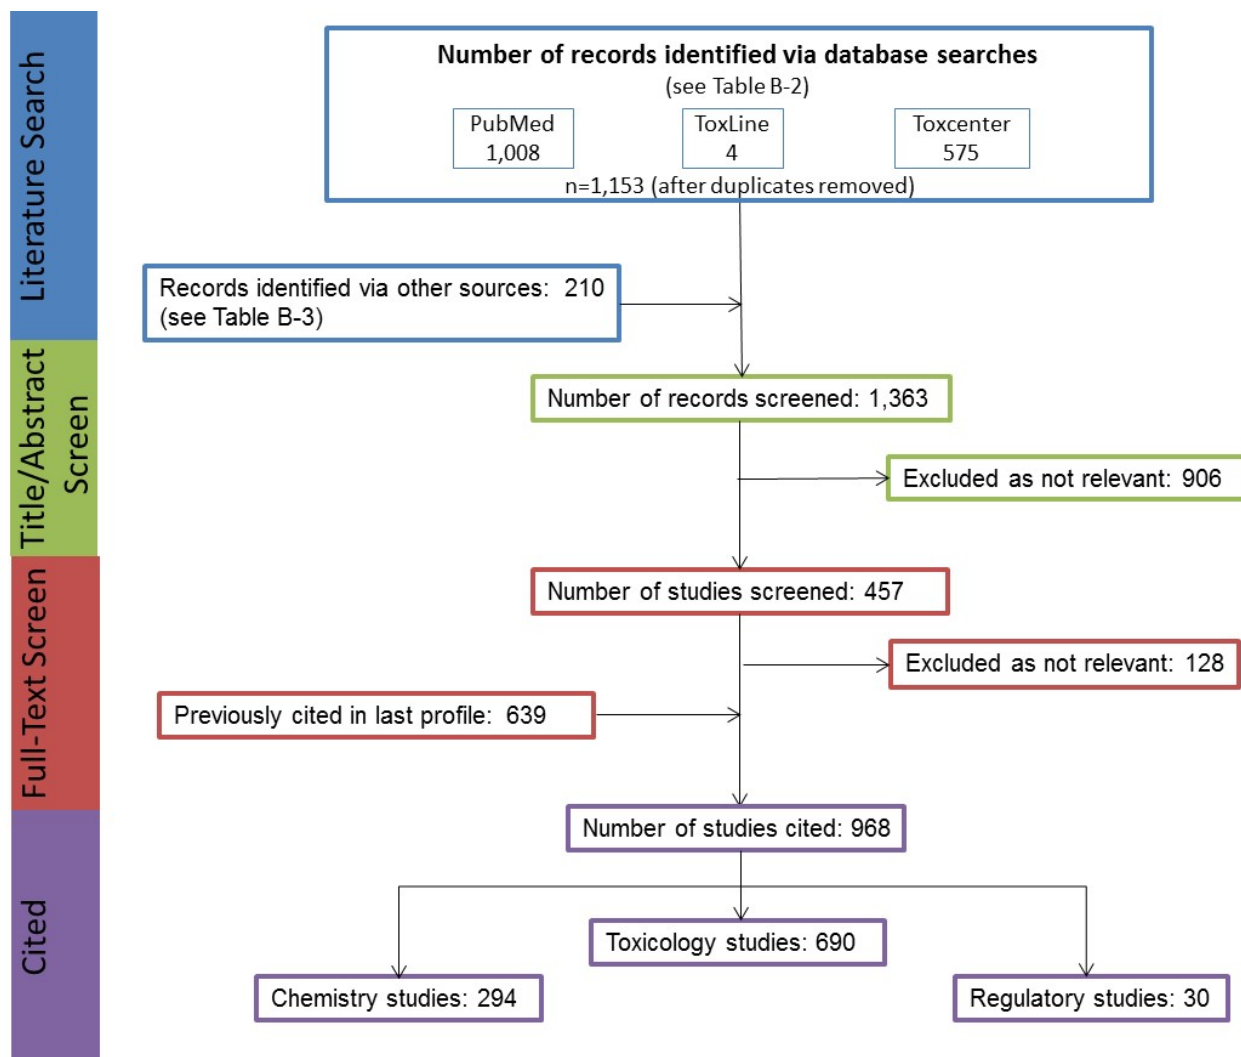 Literature Search
Number of records identified via database searches
(see Table B-2)
PubMed
1,008
ToxLine
4
Toxcenter
575
n=1,153 (after duplicates removed)
Records identified via other sources: 210
(see Table B-3)
Title/Abstract
Screen
Number of records screened: 1,363
Excluded as not relevant: 906
Full-Text Screen
Number of studies screened: 457
Excluded as not relevant: 128
Previously cited in last profile: 639
Cited
Number of studies cited: 968
Toxicology studies: 690
Chemistry studies: 294
Regulatory studies: 30